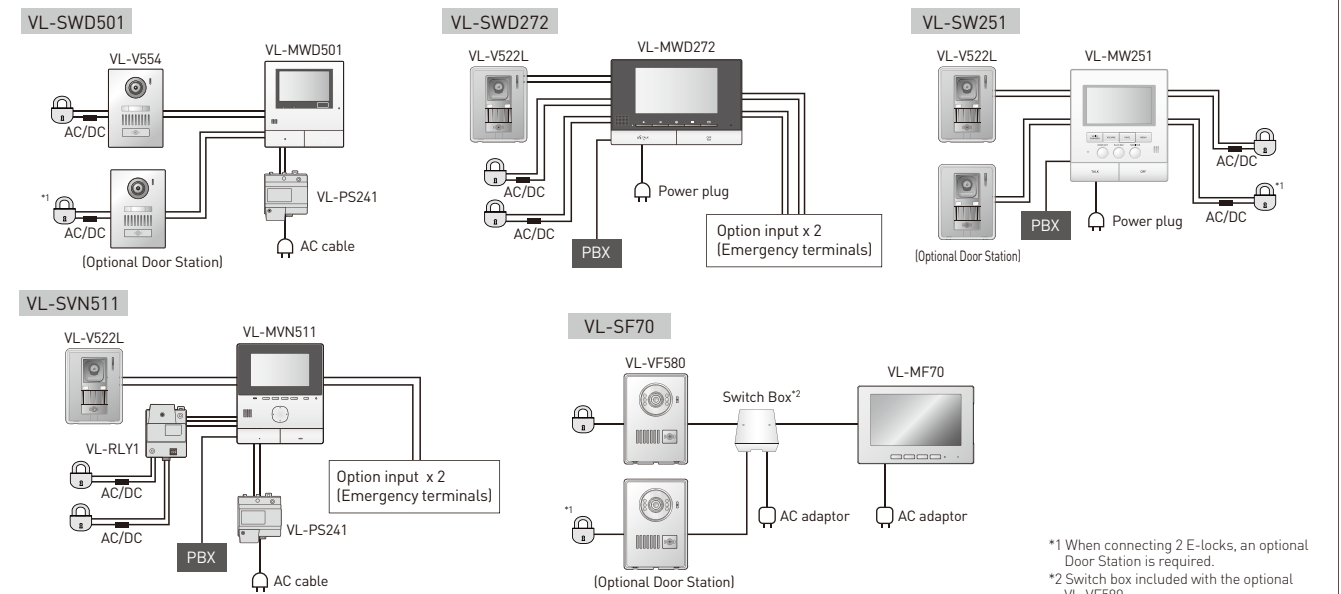 VL-SWD501
VL-V554
VL-MWD501
AC/DC
*1
AC/DC
VL-PS241
AC cable
(Optional Door Station)
VL-SWD272
VL-V522L
VL-MWD272
AC/DC
AC/DC
Power plug
PBX
Option input x 2
(Emergency terminals)
VL-SW251
VL-V522L
VL-MW251
AC/DC
*1
AC/DC
PBX
Power plug
(Optional Door Station)
VL-SVN511
VL-V522L
VL-MVN511
VL-RLY1
AC/DC
AC/DC
PBX
VL-PS241
AC cable
Option input x 2
(Emergency terminals)
VL-SF70
VL-VF580
Switch Box*2
VL-MF70
*1
AC adaptor
AC adaptor
(Optional Door Station)
*1 When connecting 2 E-locks, an optional
Door Station is required.
*2 Switch box included with the optional
VL-VF580